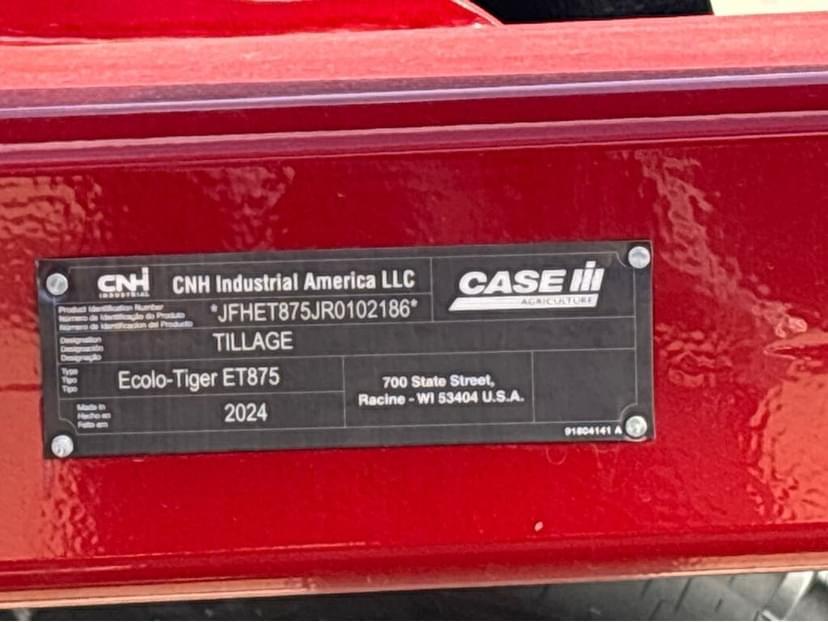 CNH
INDUSTRIAL
CNH Industrial America LLC
CASE III
AGRICULTURE
Product Identification Number
Número de Identificação do Produto
Número de Identificacion del Producto
*JFHET875JR0102186*
Designation
Designación
Designação
TILLAGE
Type
Tipo
Tipo
Ecolo-Tiger ET875
700 State Street,
Racine - WI 53404 U.S.A.
Made in
Hecho en
Feito em
2024
91804141 A